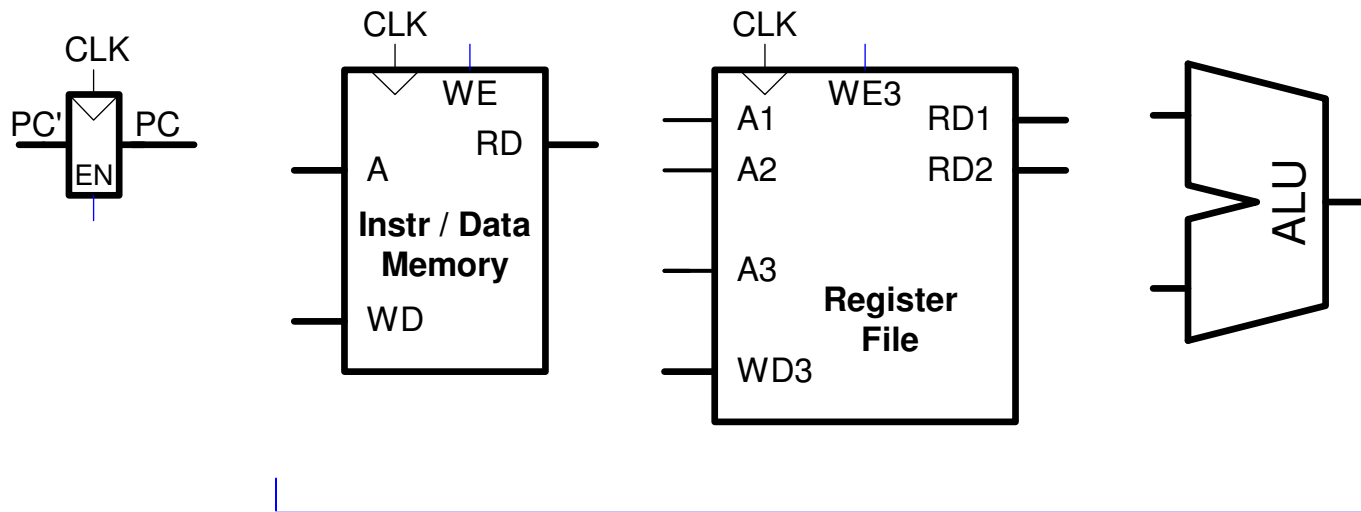 CLK
PC'
PC
EN
CLK
WE
RD
A
Instr / Data
Memory
WD
CLK
WE3
A1
RD1
A2
RD2
A3
Register
File
WD3
ALU